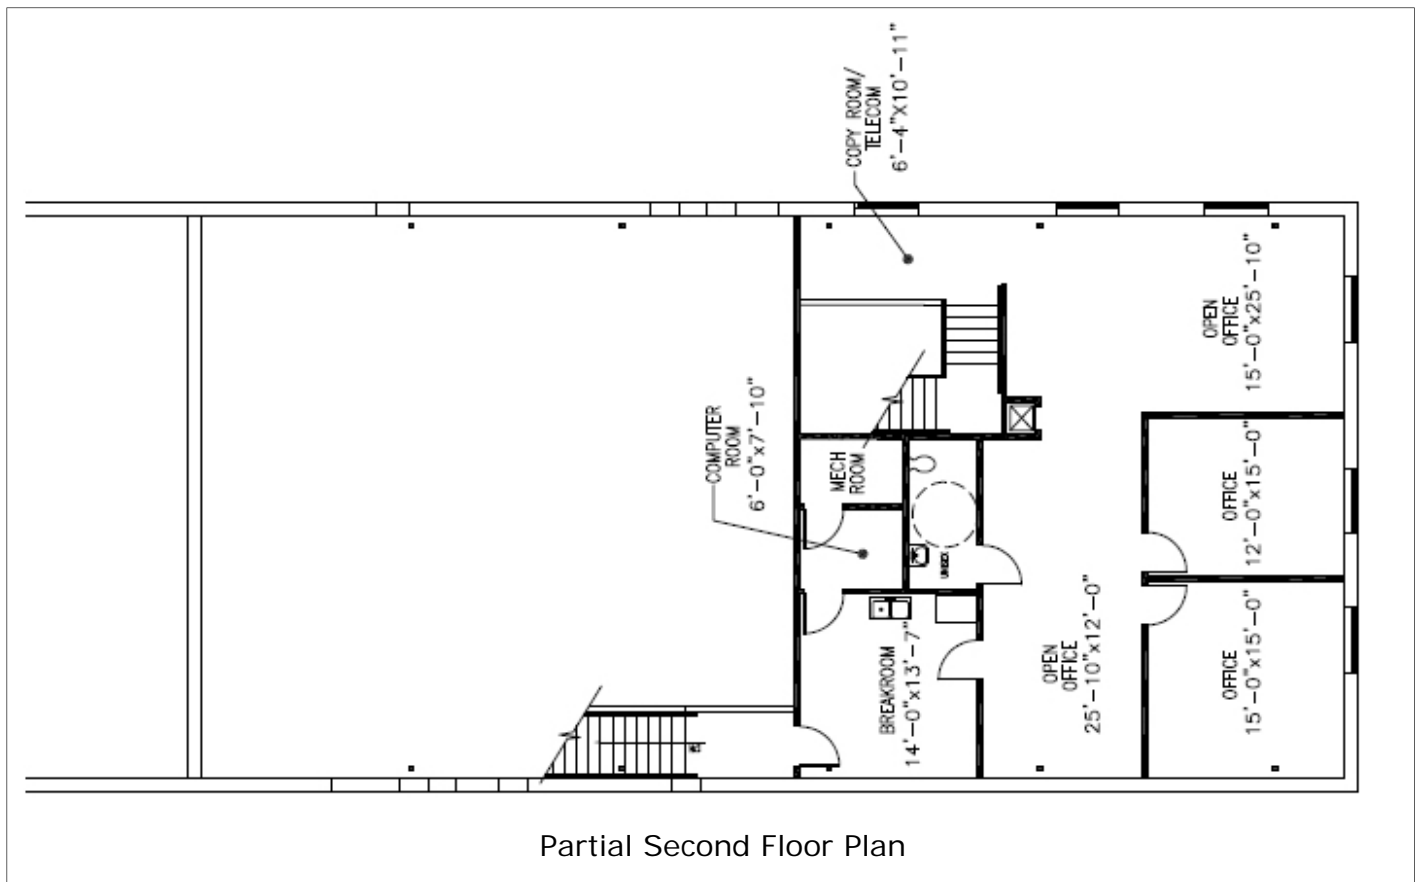 COPY ROOM/
TELECOM
6'-4"X10'-11"
OPEN
OFFICE
15'-0"x25'-10"
COMPUTER
ROOM
6'-0"x7'-10"
MECH
ROOM
OFFICE
12'-0"x15'-0"
UNISEX
BREAKROOM
14'-0"x13'-7"
OPEN
OFFICE
25'-10"x12'-0"
OFFICE
15'-0"x15'-0"
Partial Second Floor Plan